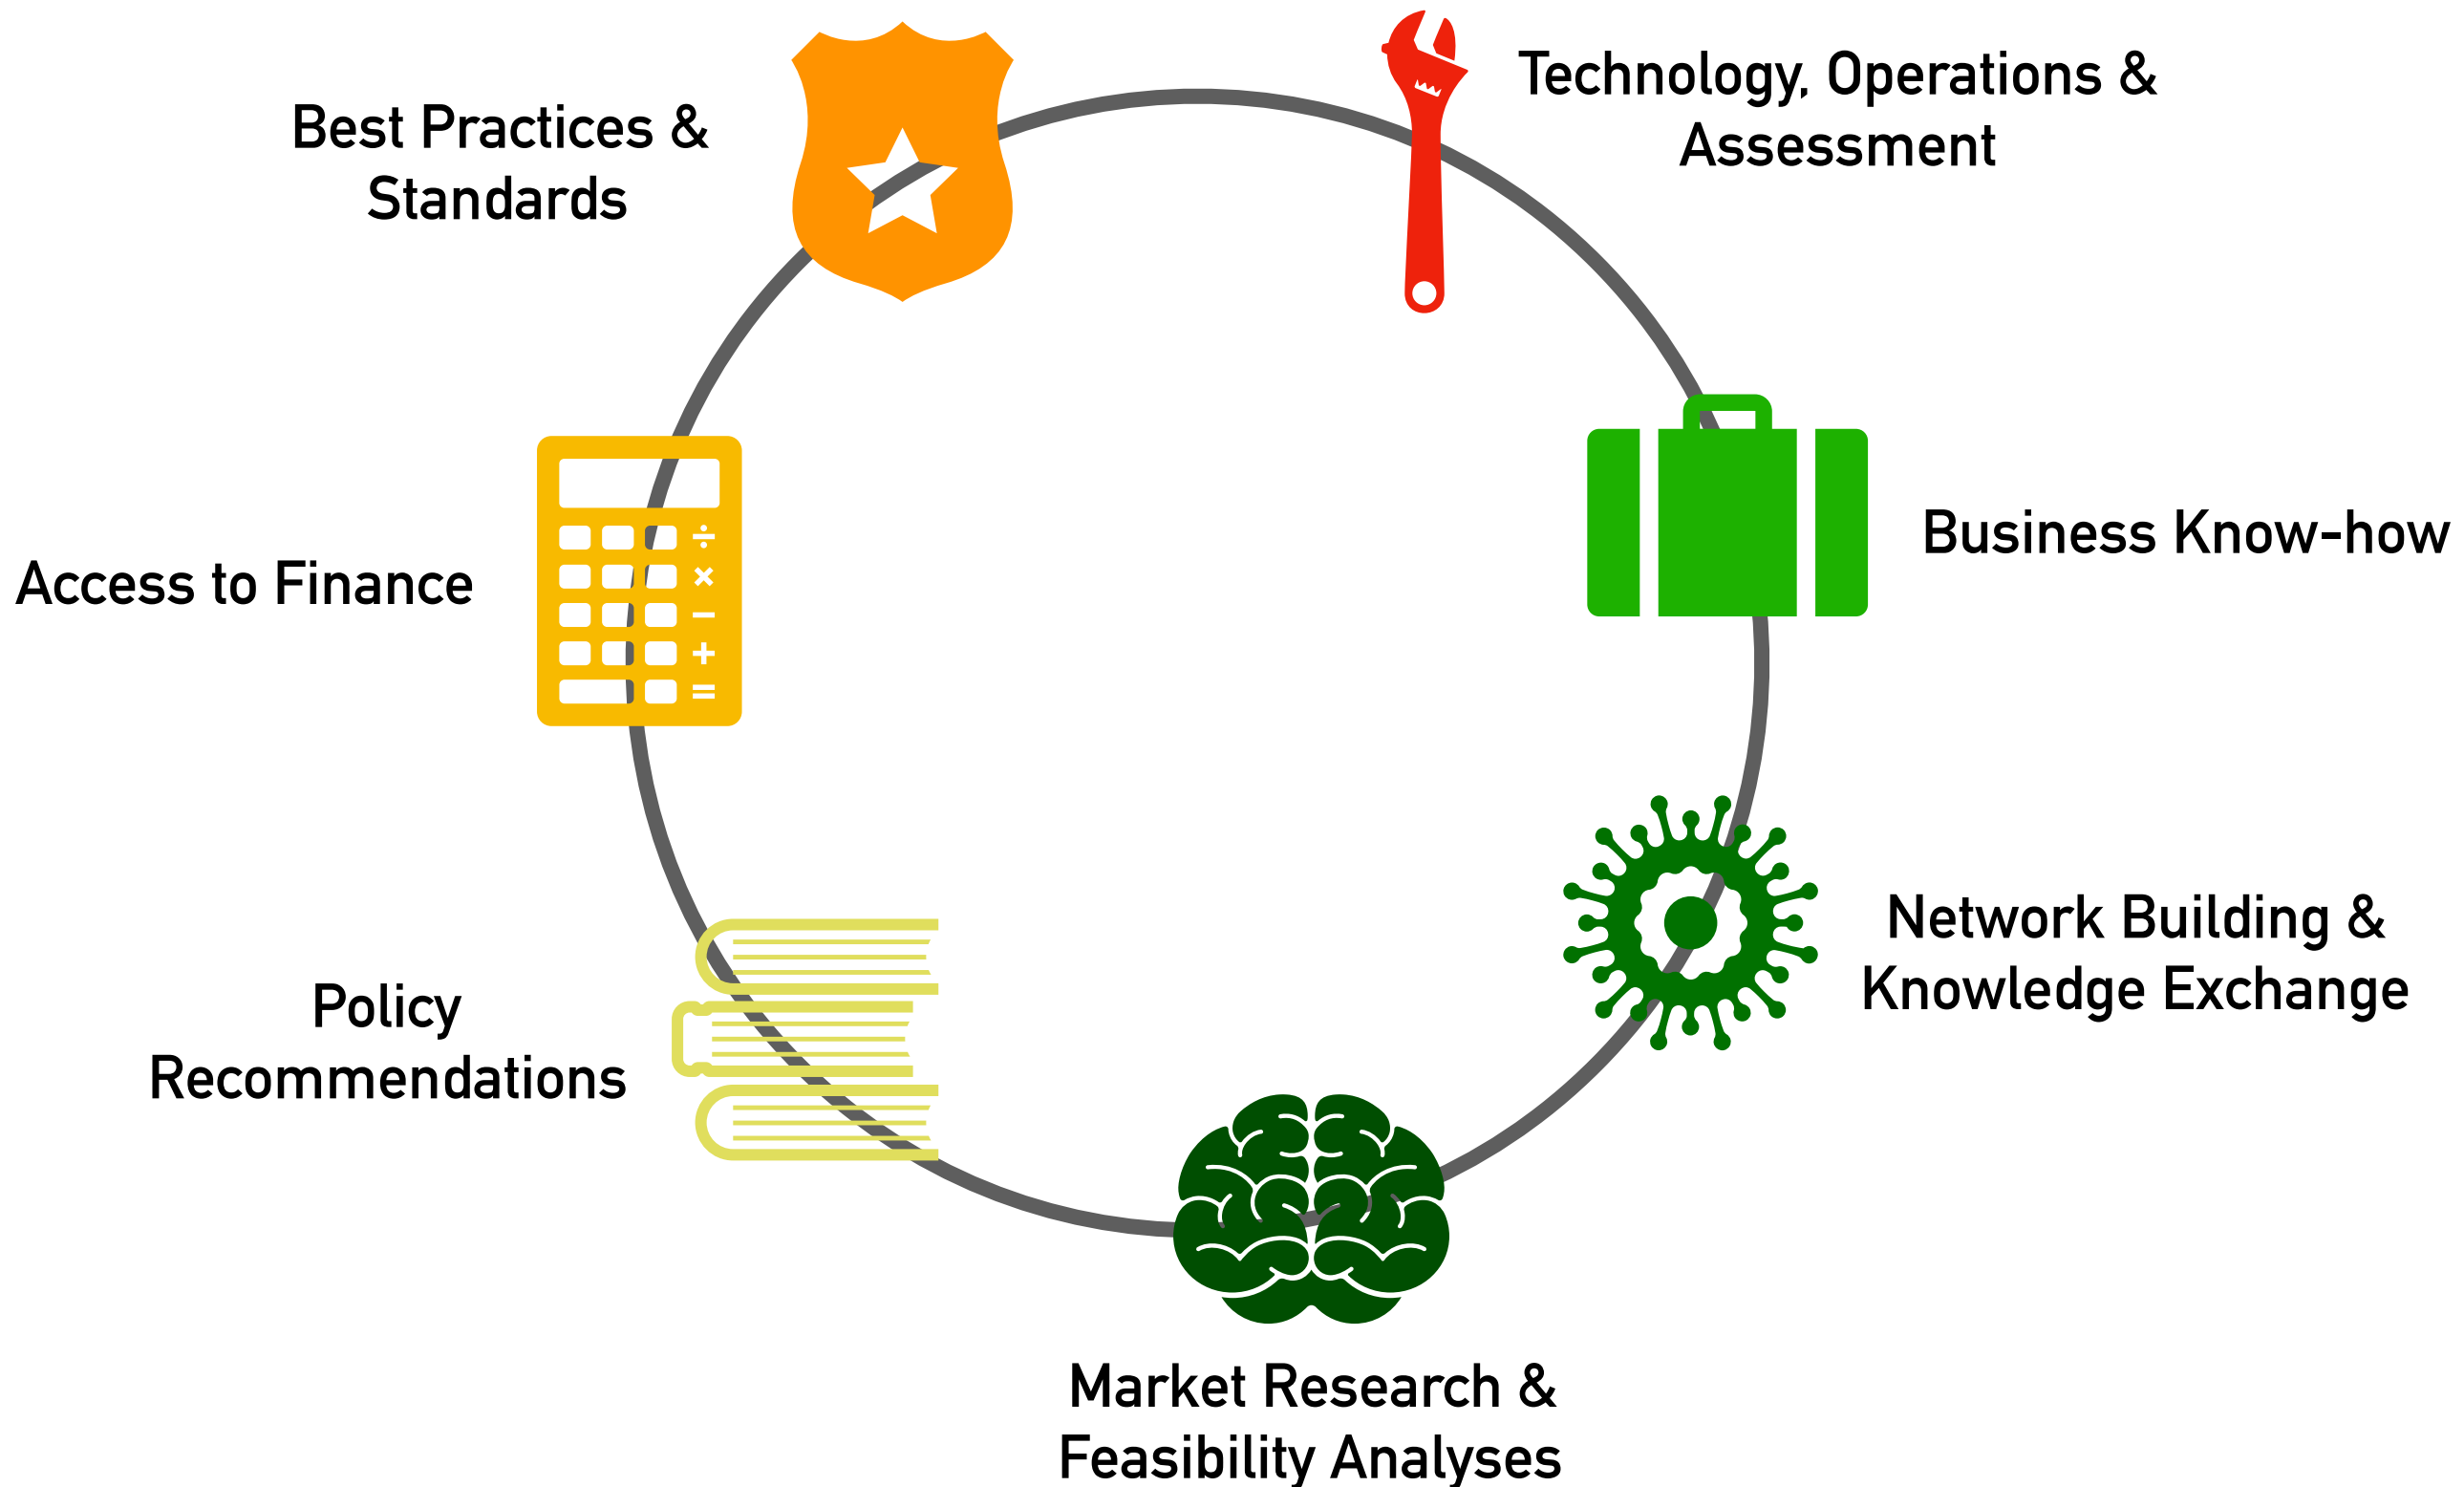 Technology, Operations &
Assessment
Best Practices &
Standards
Business Know-how
Access to Finance
Network Building &
Knowledge Exchange
Policy
Recommendations
Market Research &
Feasibility Analyses